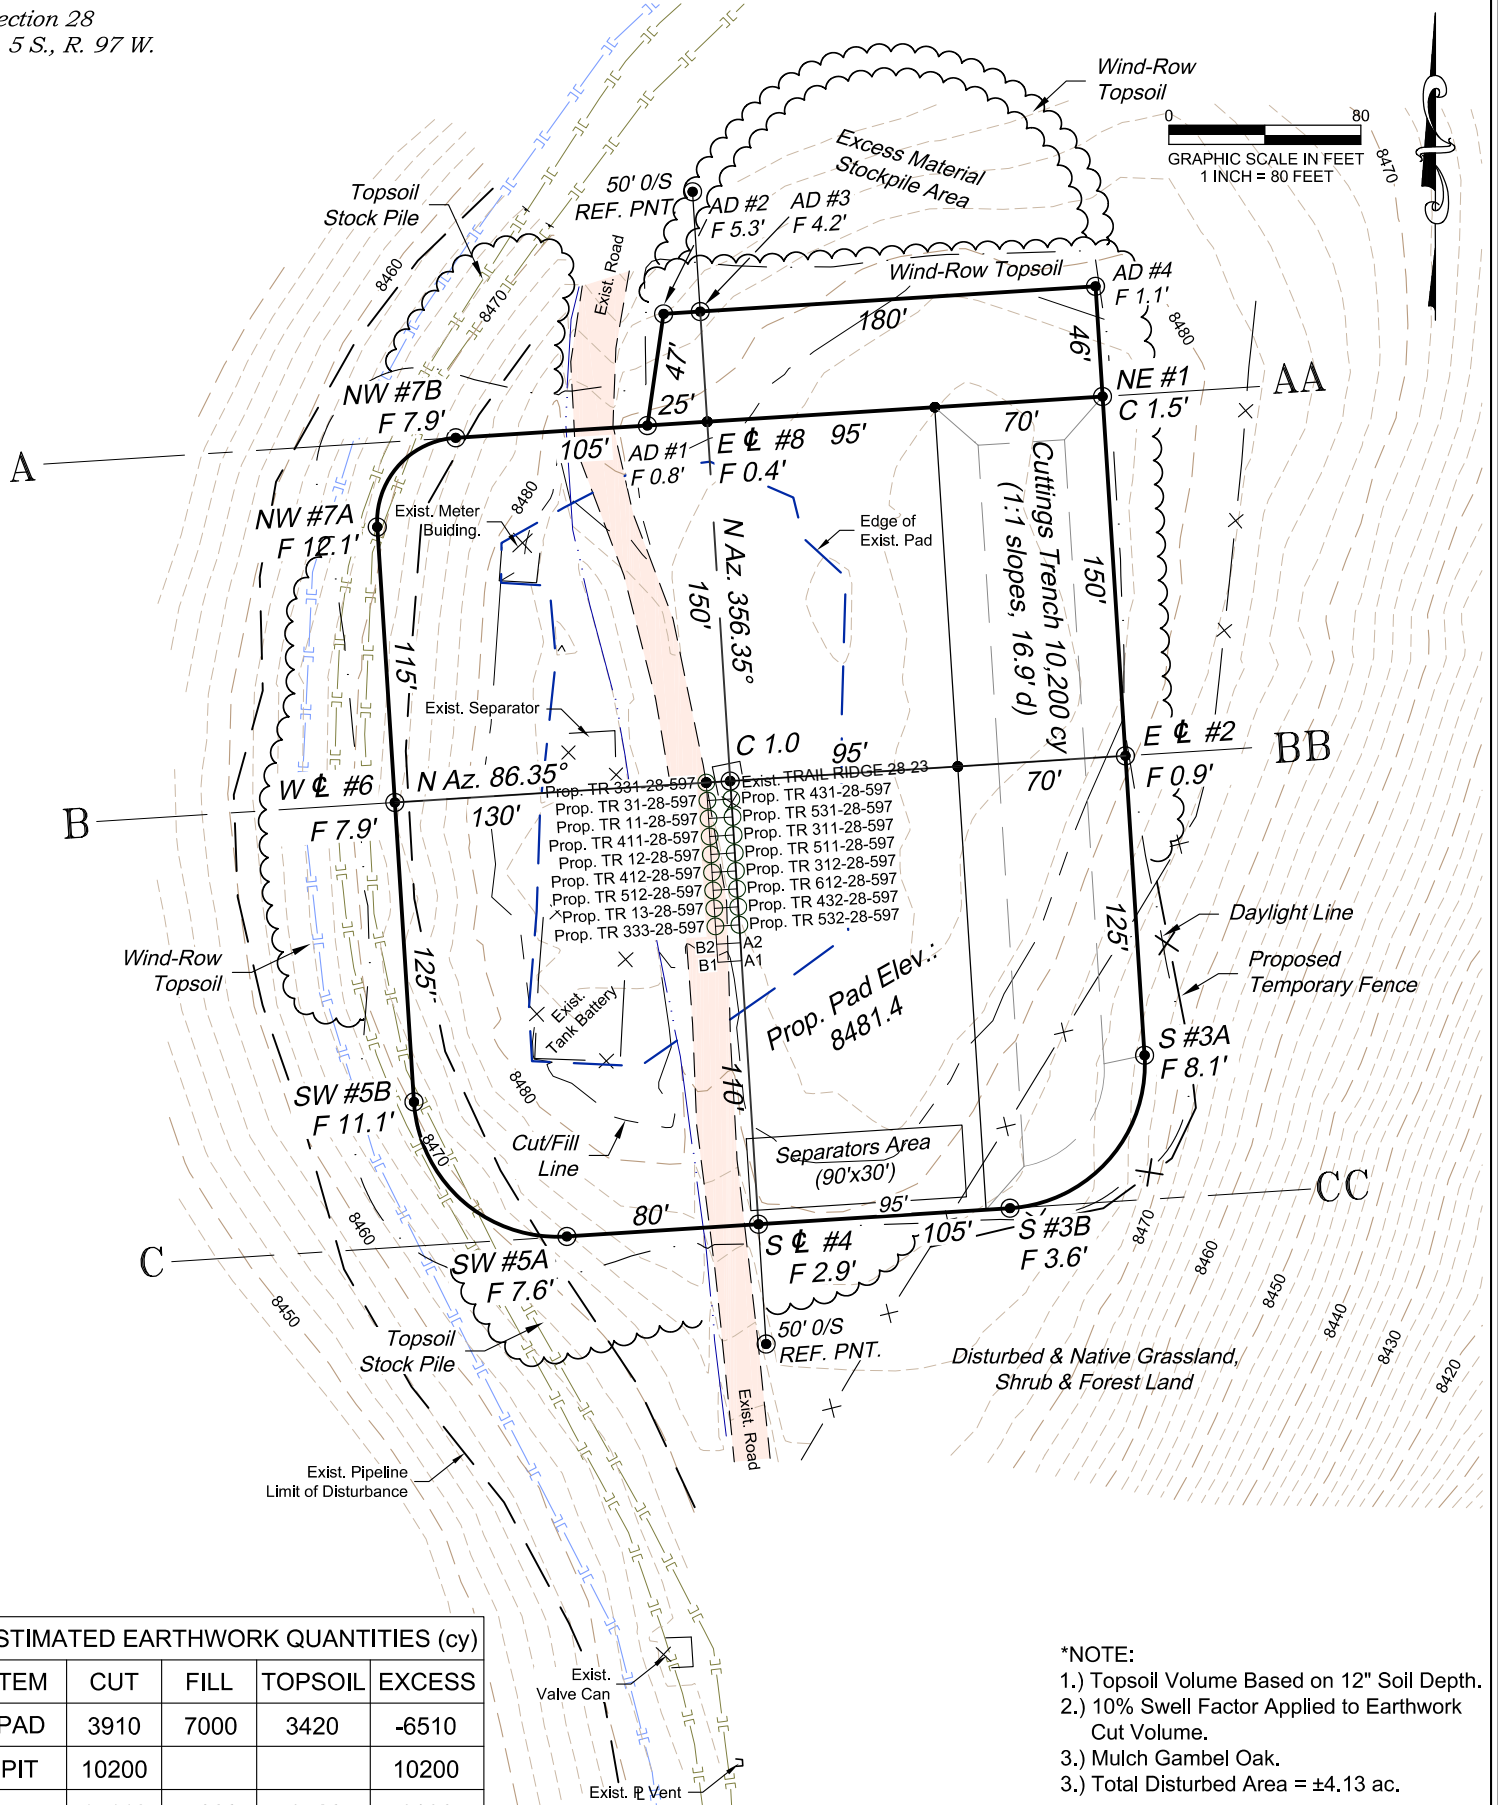 ection 28
5 S., R. 97 W.
Wind-Row
Topsoil
0 80
GRAPHIC SCALE IN FEET
1 INCH = 80 FEET
8470
Excess Material
Stockpile Area
Topsoil
Stock Pile
50' 0/S
REF. PNT.
AD #2
F 5.3'
AD #3
F 4.2'
Exist. Road
8460
8470
Wind-Row Topsoil
AD #4
F 1.1'
8480
180'
47'
46'
25'
NW #7B
F 7.9'
NE #1
C 1.5'
AA
A
105'
AD #1
F 0.8'
E ℄ #8
F 0.4'
95'
70'
8480
NW #7A
F 12.1'
Exist. Meter
Buiding.
Edge of
Exist. Pad
N Az. 356.35°
150'
Cuttings Trench 10,200 cy
(1:1 slopes, 16.9' d)
150'
115'
Exist. Separator
C 1.0
95'
E ℄ #2
F 0.9'
BB
70'
N Az. 86.35°
W ℄ #6
F 7.9'
B
130'
Prop. TR 331-28-597
Exist. TRAIL RIDGE 28-23
Prop. TR 31-28-597
Prop. TR 431-28-597
Prop. TR 11-28-597
Prop. TR 531-28-597
Prop. TR 411-28-597
Prop. TR 311-28-597
Prop. TR 12-28-597
Prop. TR 511-28-597
Prop. TR 412-28-597
Prop. TR 312-28-597
Prop. TR 512-28-597
Prop. TR 612-28-597
Prop. TR 13-28-597
Prop. TR 432-28-597
Prop. TR 333-28-597
Prop. TR 532-28-597
B2 A2
B1 A1
125'
Daylight Line
Proposed
Temporary Fence
Wind-Row
Topsoil
125'
Exist.
Tank Battery
Prop. Pad Elev.:
8481.4
S #3A
F 8.1'
SW #5B
F 11.1'
8480
110'
8470
Cut/Fill
Line
Separators Area
(90'x30')
CC
95'
80'
105'
8460
C
SW #5A
F 7.6'
S ℄ #4
F 2.9'
S #3B
F 3.6'
8470
8460
8450
8440
8430
8420
8450
Topsoil
Stock Pile
50' 0/S
REF. PNT.
Disturbed & Native Grassland,
Shrub & Forest Land
Exist. Road
Exist. Pipeline
Limit of Disturbance
STIMATED EARTHWORK QUANTITIES (cy)
TEM CUT FILL TOPSOIL EXCESS
PAD 3910 7000 3420 -6510
PIT 10200 10200
Exist.
Valve Can
Exist. ⅊ Vent
*NOTE:
1.) Topsoil Volume Based on 12" Soil Depth.
2.) 10% Swell Factor Applied to Earthwork
Cut Volume.
3.) Mulch Gambel Oak.
3.) Total Disturbed Area = ±4.13 ac.